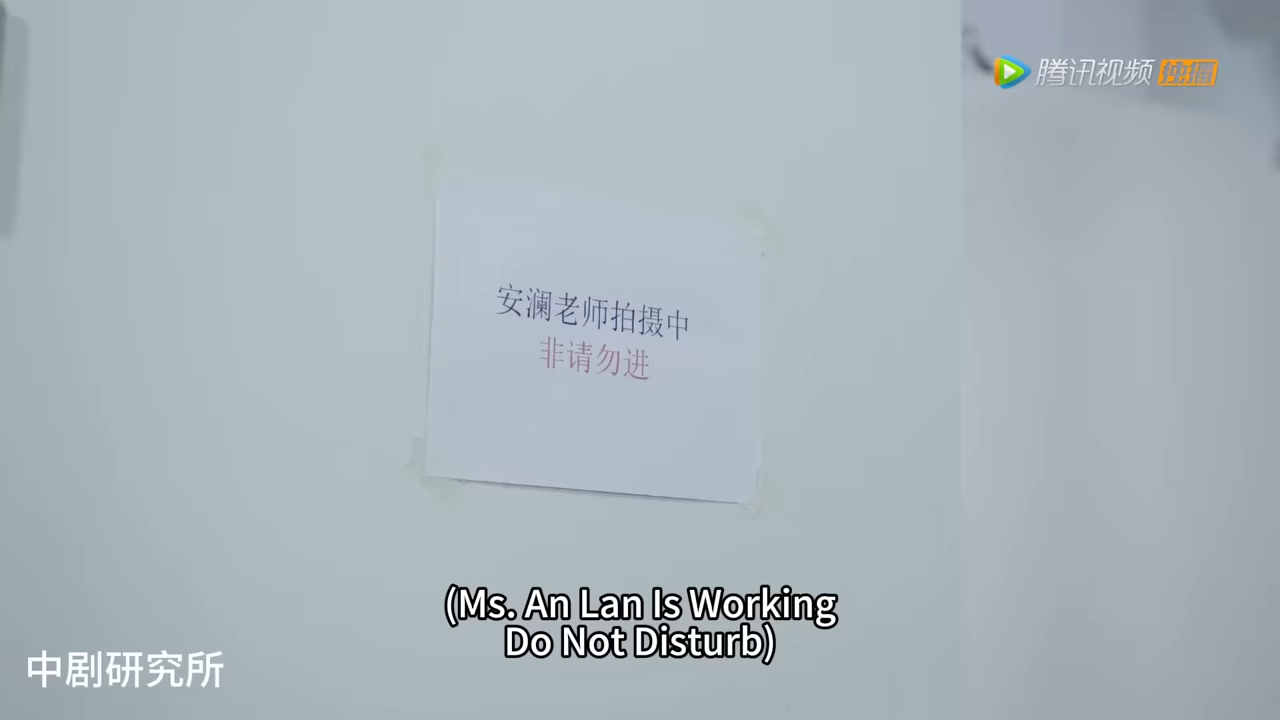 腾讯视频 独播
安澜老师拍摄中
非请勿进
(Ms. An Lan Is Working
Do Not Disturb)
中剧研究所